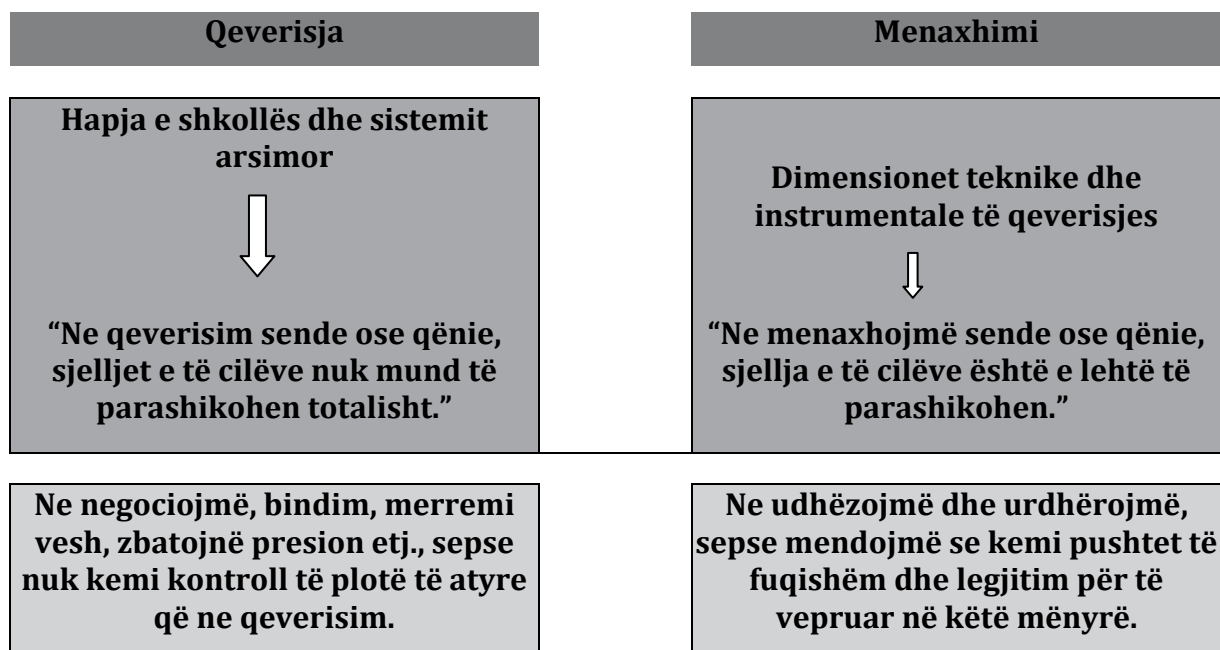 Qeverisja
Hapja e shkollës dhe sistemit
arsimor
“Ne qeverisim sende ose qënie,
sjelljet e të cilëve nuk mund të
parashikohen totalisht.”
Ne negociojmë, bindim, merremi
vesh, zbatojnë presion etj., sepse
nuk kemi kontroll të plotë të atyre
që ne qeverisim.
Menaxhimi
Dimensionet teknike dhe
instrumentale të qeverisjes
“Ne menaxhojmë sende ose qënie,
sjellja e të cilëve është e lehtë të
parashikohen.”
Ne udhëzojmë dhe urdhërojmë,
sepse mendojmë se kemi pushtet të
fuqishëm dhe legjitim për të
vepruar në këtë mënyrë.